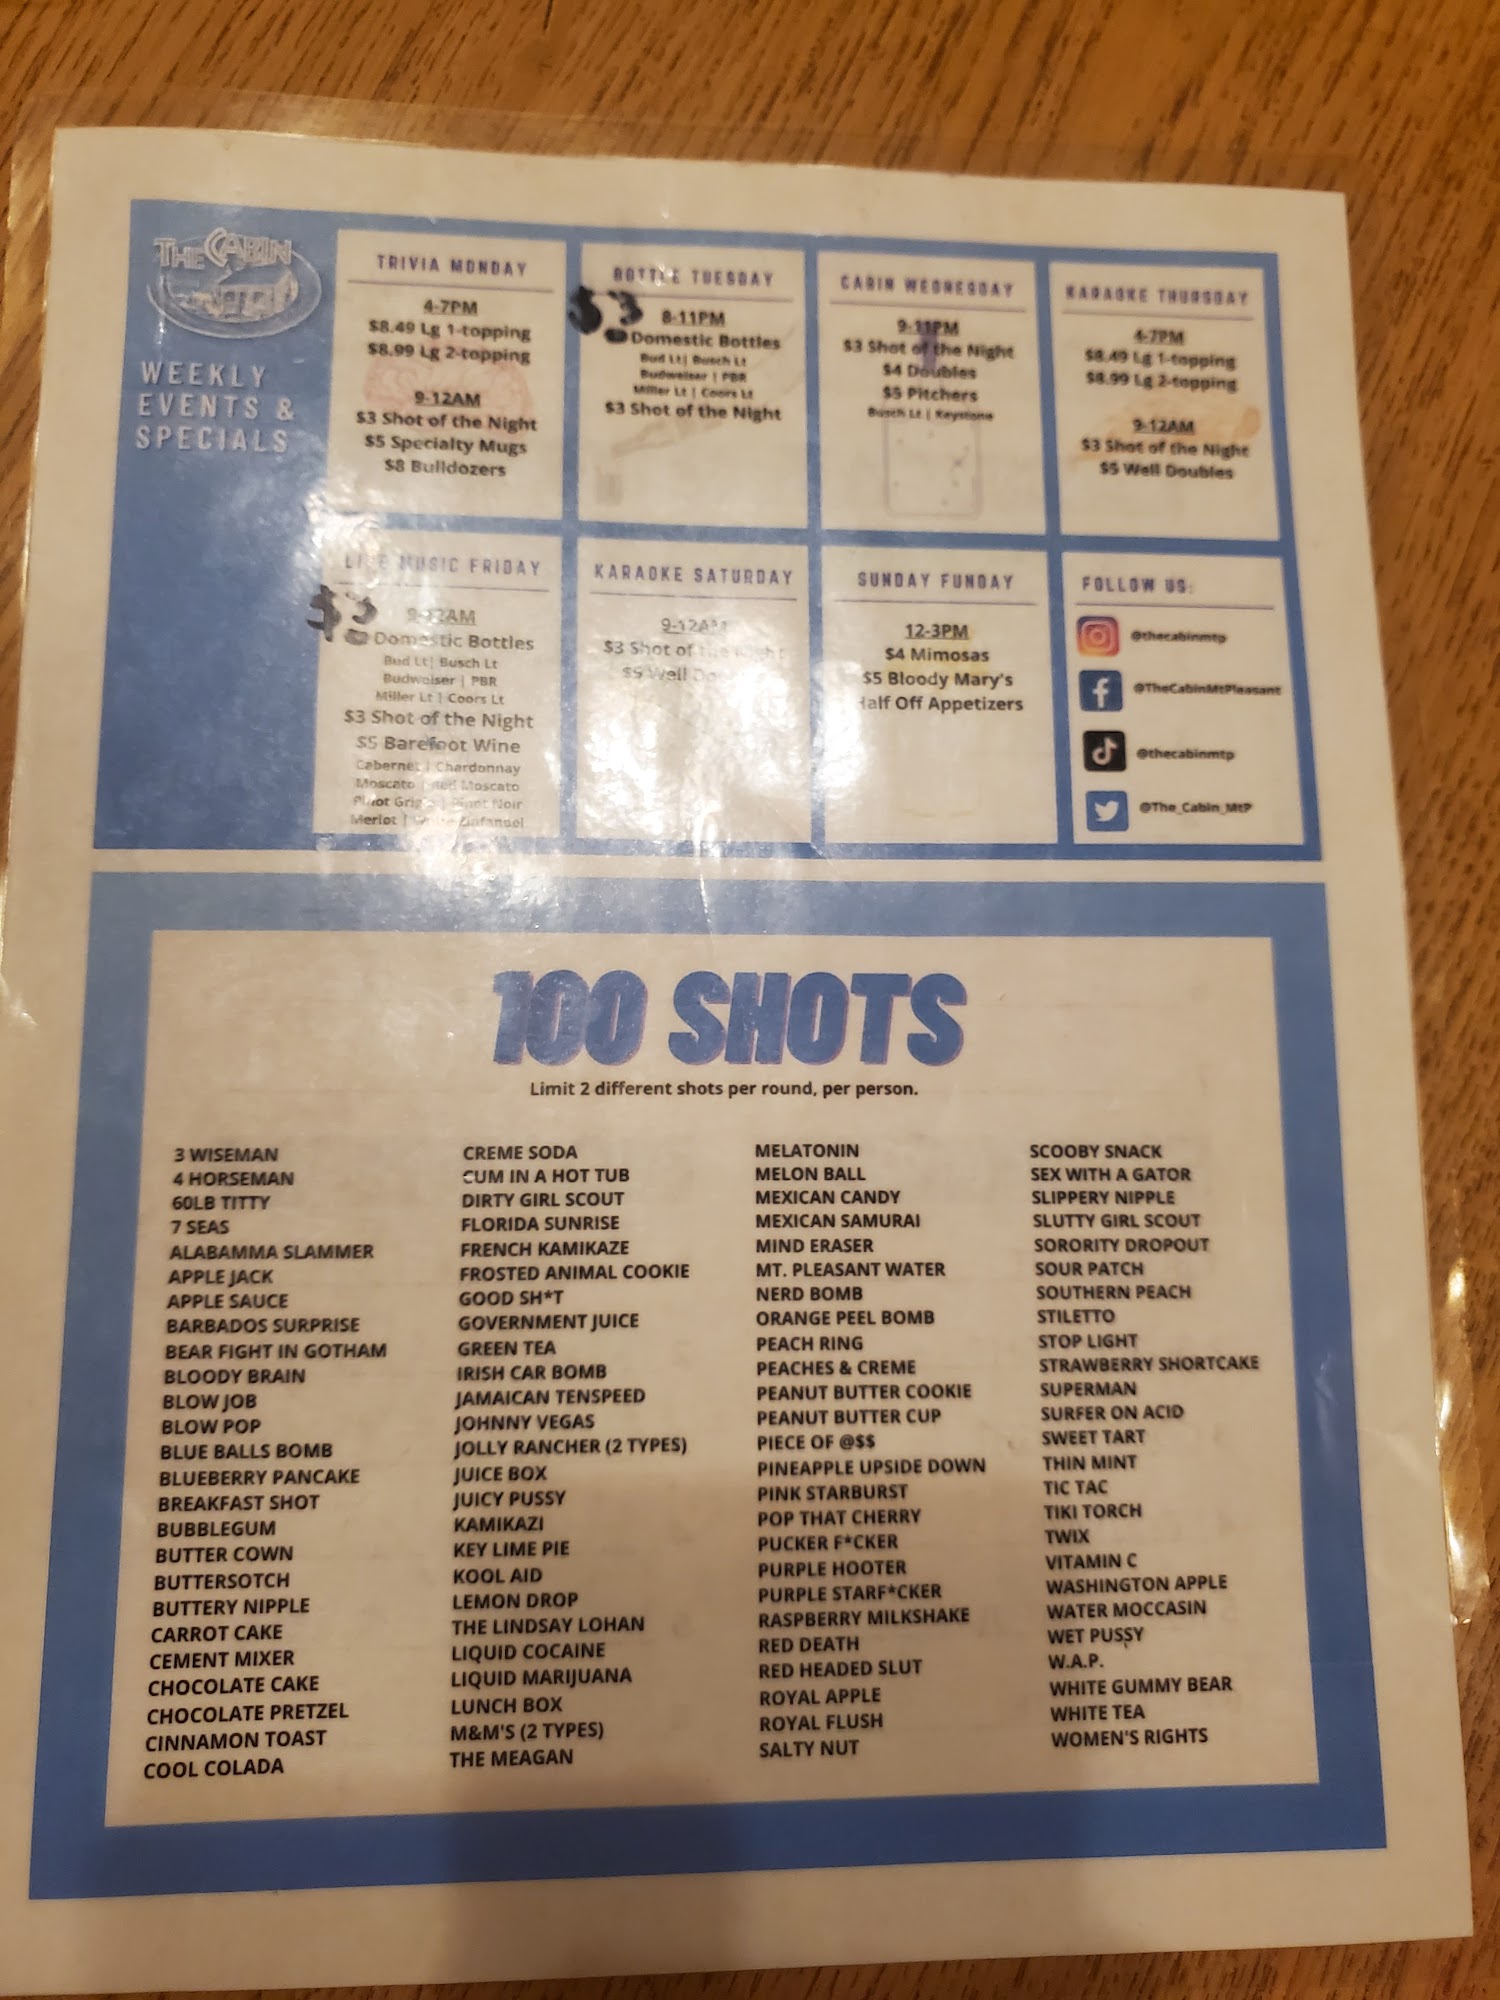 THE CABIN
WEEKLY
EVENTS &
SPECIALS
TRIVIA MONDAY
4-7PM
$8.49 Lg 1-topping
$8.99 Lg 2-topping
9-12AM
$3 Shot of the Night
$5 Specialty Mugs
$8 Bulldozers
BOTTLE TUESDAY
8-11PM
$3 Domestic Bottles
Bud Lt| Busch Lt
Budweiser | PBR
Miller Lt | Coors Lt
$3 Shot of the Night
CABIN WEDNESDAY
9-11PM
$3 Shot of the Night
$4 Doubles
$5 Pitchers
Busch Lt | Keystone
KARAOKE THURSDAY
4-7PM
$8.49 Lg 1-topping
$8.99 Lg 2-topping
9-12AM
$3 Shot of the Night
$5 Well Doubles
LIVE MUSIC FRIDAY
9-12AM
$3 Domestic Bottles
Bud Lt| Busch Lt
Budweiser | PBR
Miller Lt | Coors Lt
$3 Shot of the Night
$5 Barefoot Wine
Cabernet | Chardonnay
Moscato | Red Moscato
Pinot Grigio | Pinot Noir
Merlot | White Zinfandel
KARAOKE SATURDAY
9-12AM
$3 Shot of the Night
$5 Well
SUNDAY FUNDAY
12-3PM
$4 Mimosas
$5 Bloody Mary's
Half Off Appetizers
FOLLOW US:
@thecabinmtp
@TheCabinMtPleasant
@thecabinmtp
@The_Cabin_MtP
100 SHOTS
Limit 2 different shots per round, per person.
3 WISEMAN
4 HORSEMAN
60LB TITTY
7 SEAS
ALABAMMA SLAMMER
APPLE JACK
APPLE SAUCE
BARBADOS SURPRISE
BEAR FIGHT IN GOTHAM
BLOODY BRAIN
BLOW JOB
BLOW POP
BLUE BALLS BOMB
BLUEBERRY PANCAKE
BREAKFAST SHOT
BUBBLEGUM
BUTTER COWN
BUTTERSOTCH
BUTTERY NIPPLE
CARROT CAKE
CEMENT MIXER
CHOCOLATE CAKE
CHOCOLATE PRETZEL
CINNAMON TOAST
COOL COLADA
CREME SODA
CUM IN A HOT TUB
DIRTY GIRL SCOUT
FLORIDA SUNRISE
FRENCH KAMIKAZE
FROSTED ANIMAL COOKIE
GOOD SH*T
GOVERNMENT JUICE
GREEN TEA
IRISH CAR BOMB
JAMAICAN TENSPEED
JOHNNY VEGAS
JOLLY RANCHER (2 TYPES)
JUICE BOX
JUICY PUSSY
KAMIKAZI
KEY LIME PIE
KOOL AID
LEMON DROP
THE LINDSAY LOHAN
LIQUID COCAINE
LIQUID MARIJUANA
LUNCH BOX
M&M'S (2 TYPES)
THE MEAGAN
MELATONIN
MELON BALL
MEXICAN CANDY
MEXICAN SAMURAI
MIND ERASER
MT. PLEASANT WATER
NERD BOMB
ORANGE PEEL BOMB
PEACH RING
PEACHES & CREME
PEANUT BUTTER COOKIE
PEANUT BUTTER CUP
PIECE OF @$$
PINEAPPLE UPSIDE DOWN
PINK STARBURST
POP THAT CHERRY
PUCKER F*CKER
PURPLE HOOTER
PURPLE STARF*CKER
RASPBERRY MILKSHAKE
RED DEATH
RED HEADED SLUT
ROYAL APPLE
ROYAL FLUSH
SALTY NUT
SCOOBY SNACK
SEX WITH A GATOR
SLIPPERY NIPPLE
SLUTTY GIRL SCOUT
SORORITY DROPOUT
SOUR PATCH
SOUTHERN PEACH
STILETTO
STOP LIGHT
STRAWBERRY SHORTCAKE
SUPERMAN
SURFER ON ACID
SWEET TART
THIN MINT
TIC TAC
TIKI TORCH
TWIX
VITAMIN C
WASHINGTON APPLE
WATER MOCCASIN
WET PUSSY
W.A.P.
WHITE GUMMY BEAR
WHITE TEA
WOMEN'S RIGHTS